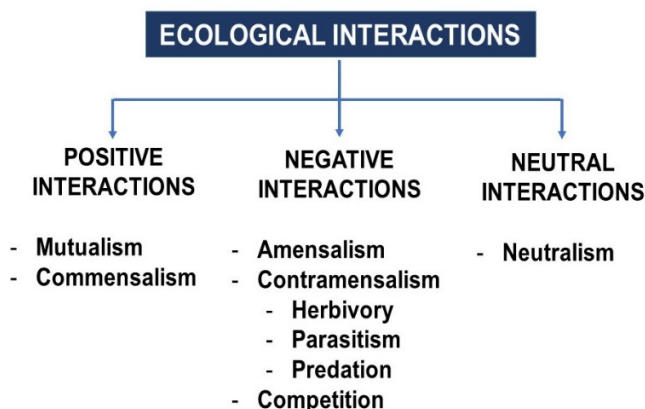 ECOLOGICAL INTERACTIONS
POSITIVE
INTERACTIONS
- Mutualism
- Commensalism
NEGATIVE
INTERACTIONS
- Amensalism
- Contramensalism
- Herbivory
- Parasitism
- Predation
- Competition
NEUTRAL
INTERACTIONS
- Neutralism